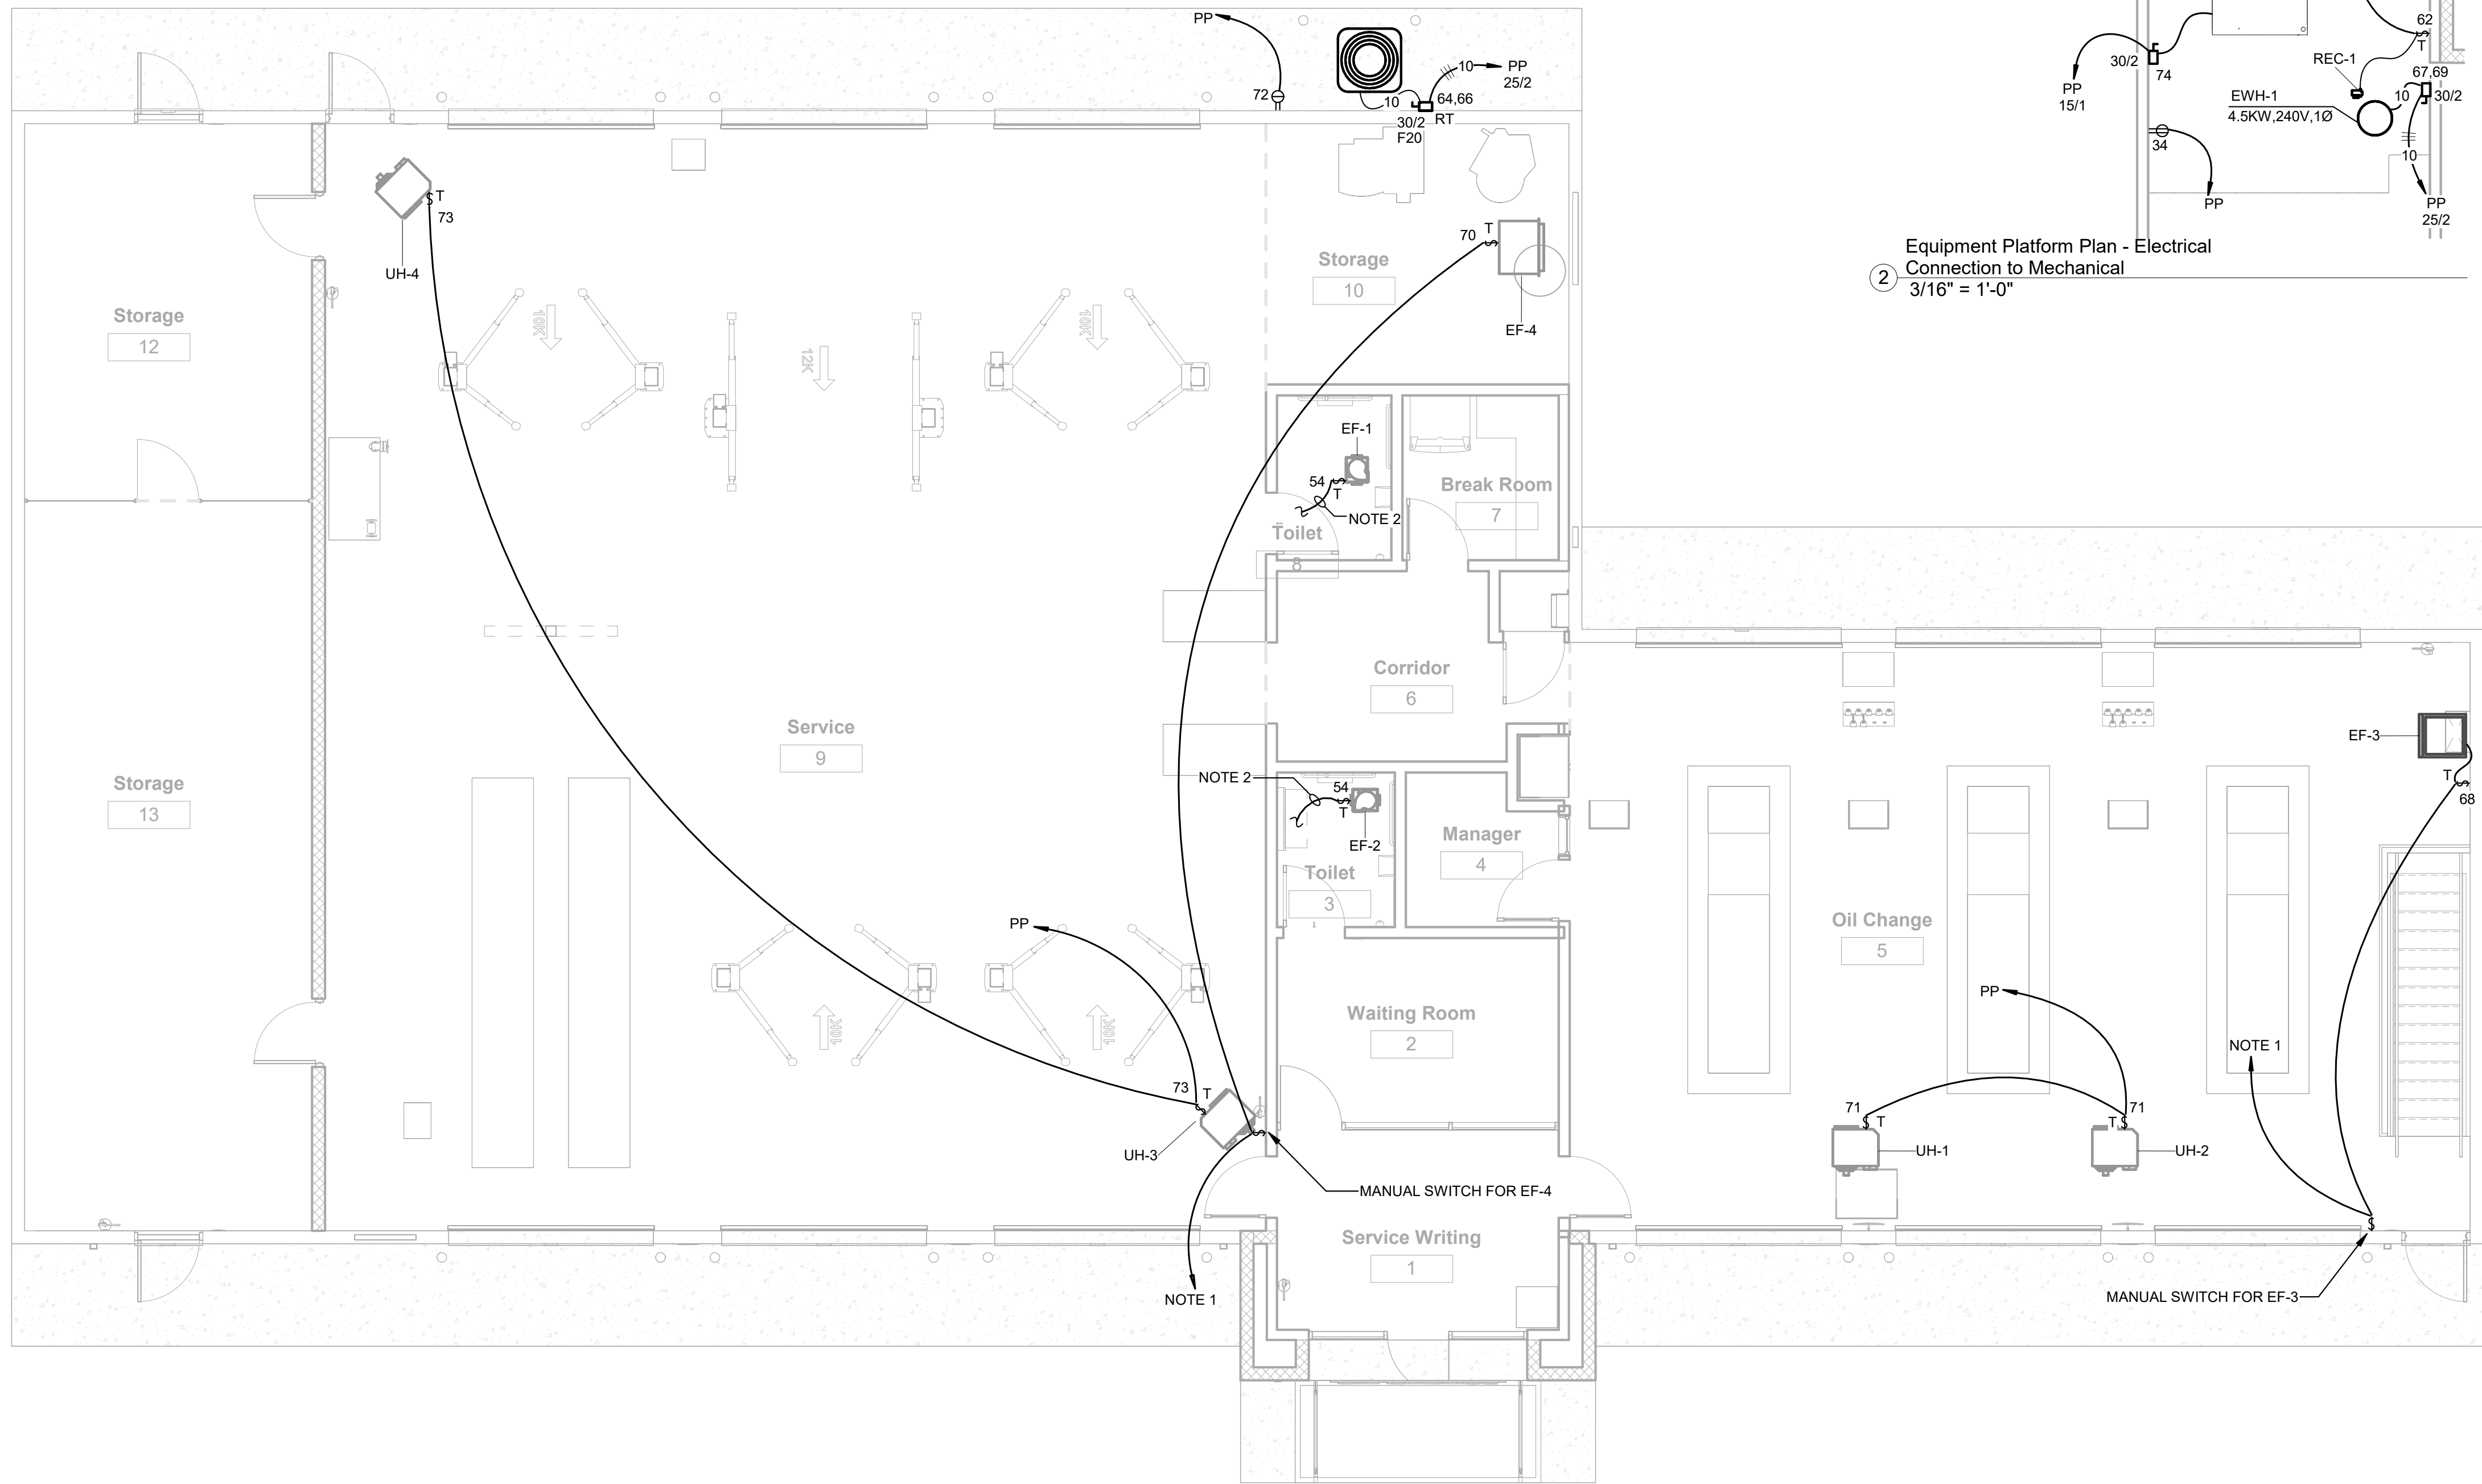 PP
72
10
10
PP
25/2
64,66
30/2
RT
F20
62
T
30/2
74
PP
15/1
REC-1
67,69
10
30/2
EWH-1
4.5KW,240V,1Ø
34
10
PP
PP
25/2
Equipment Platform Plan - Electrical
2
Connection to Mechanical
3/16" = 1'-0"
T
73
UH-4
70
T
Storage
10
EF-4
Storage
12
10K
12K
10K
EF-1
54
T
NOTE 2
Break Room
7
Toilet
8
Corridor
6
Service
9
EF-3
T
68
NOTE 2
54
T
EF-2
Manager
4
Storage
13
Toilet
3
Oil Change
5
PP
PP
Waiting Room
2
10K
10K
NOTE 1
73
T
UH-3
71
T
UH-1
T
71
UH-2
MANUAL SWITCH FOR EF-4
Service Writing
1
NOTE 1
MANUAL SWITCH FOR EF-3